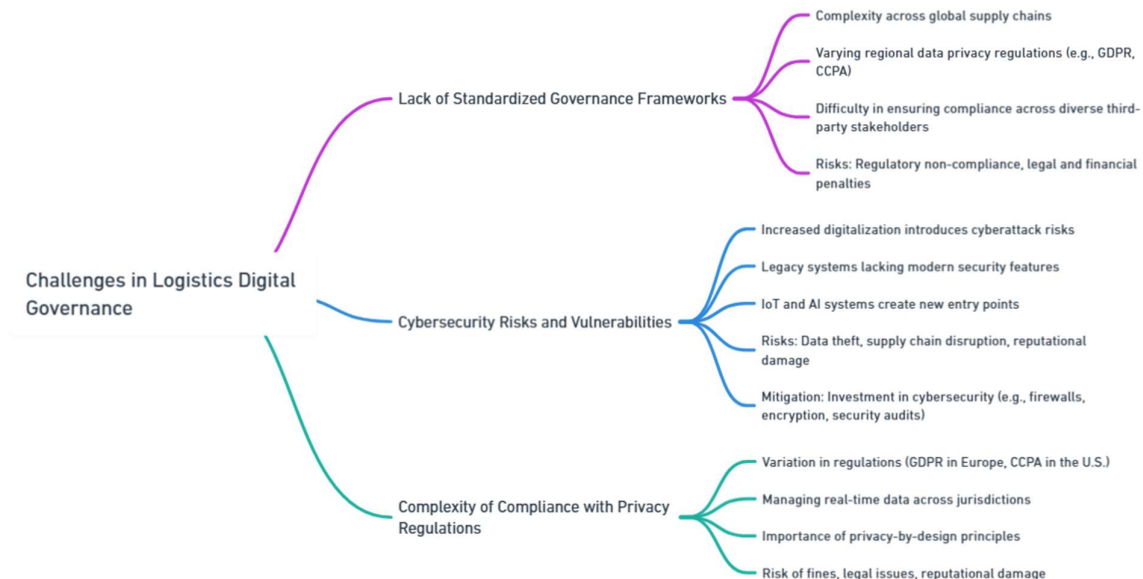 Challenges in Logistics Digital
Governance
Lack of Standardized Governance Frameworks
Complexity across global supply chains
Varying regional data privacy regulations (e.g., GDPR,
CCPA)
Difficulty in ensuring compliance across diverse third-
party stakeholders
Risks: Regulatory non-compliance, legal and financial
penalties
Cybersecurity Risks and Vulnerabilities
Increased digitalization introduces cyberattack risks
Legacy systems lacking modern security features
IoT and AI systems create new entry points
Risks: Data theft, supply chain disruption, reputational
damage
Mitigation: Investment in cybersecurity (e.g., firewalls,
encryption, security audits)
Complexity of Compliance with Privacy
Regulations
Variation in regulations (GDPR in Europe, CCPA in the U.S.)
Managing real-time data across jurisdictions
Importance of privacy-by-design principles
Risk of fines, legal issues, reputational damage